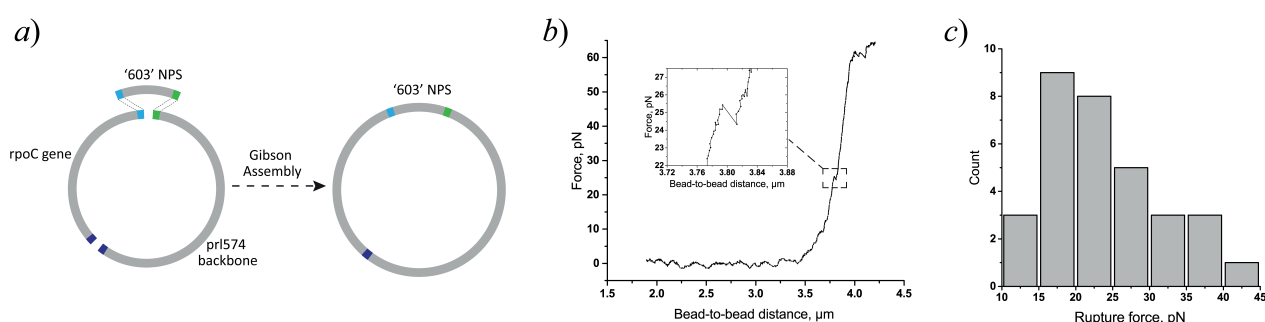 a)
'603' NPS
rpoC gene
prl574
backbone
Gibson
Assembly
'603' NPS
b)
Force, pN
60
50
40
30
20
10
0
1.5 2.0 2.5 3.0 3.5 4.0 4.5
Bead-to-bead distance, µm
Force, pN
27
26
25
24
23
22
3.72 3.76 3.80 3.84 3.88
Bead-to-bead distance, µm
c)
Count
10
8
6
4
2
0
10 15 20 25 30 35 40 45
Rupture force, pN